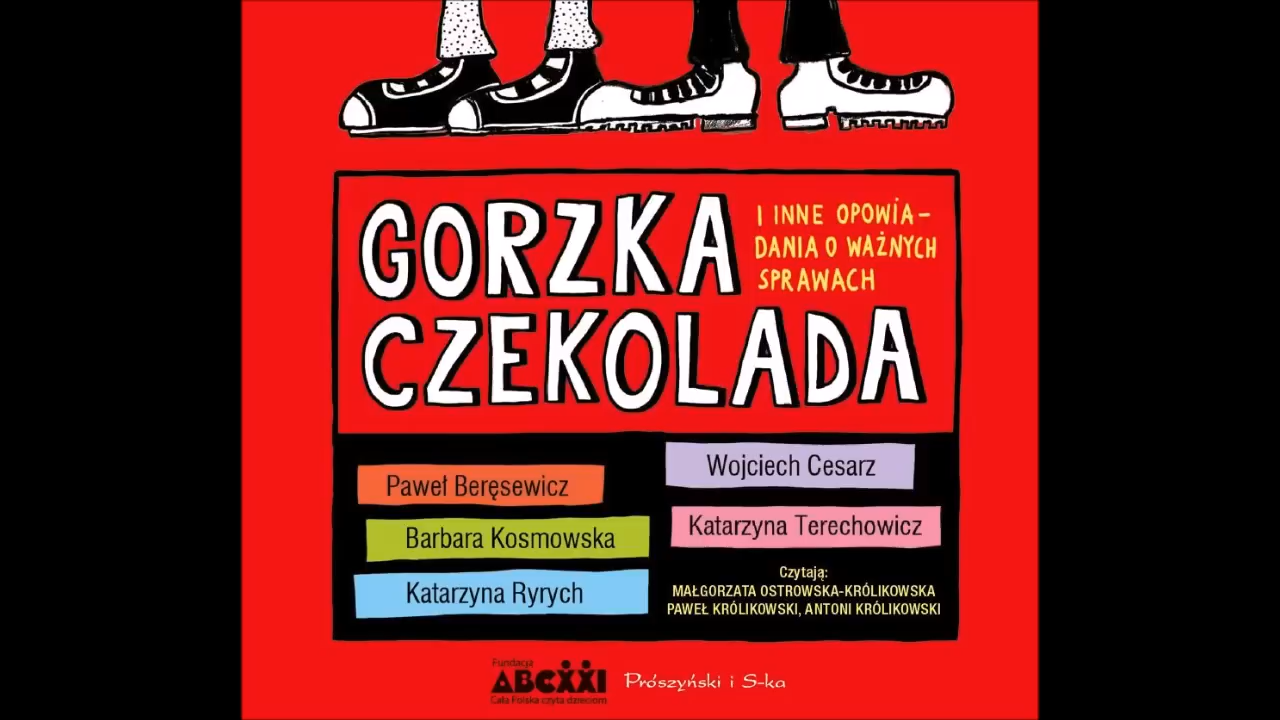 GORZKA
CZEKOLADA
I INNE OPOWIA-
DANIA O WAŻNYCH
SPRAWACH
Paweł Beręsewicz
Barbara Kosmowska
Katarzyna Ryrych
Wojciech Cesarz
Katarzyna Terechowicz
Czytają:
MAŁGORZATA OSTROWSKA-KRÓLIKOWSKA
PAWEŁ KRÓLIKOWSKI, ANTONI KRÓLIKOWSKI
Fundacja
ABCXXI
Cała Polska czyta dzieciom
Prószyński i S-ka